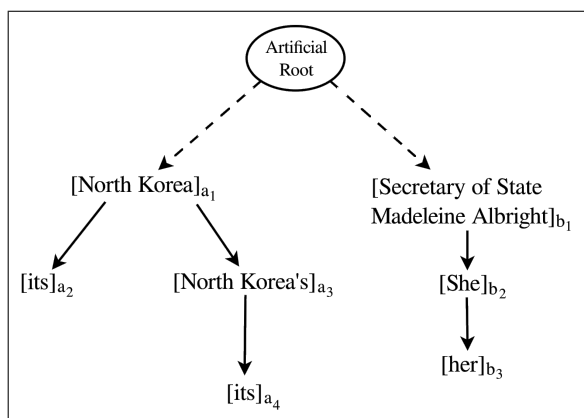 Artificial
Root
[North Korea]a1
[Secretary of State
Madeleine Albright]b1
[its]a2
[North Korea's]a3
[She]b2
[her]b3
[its]a4